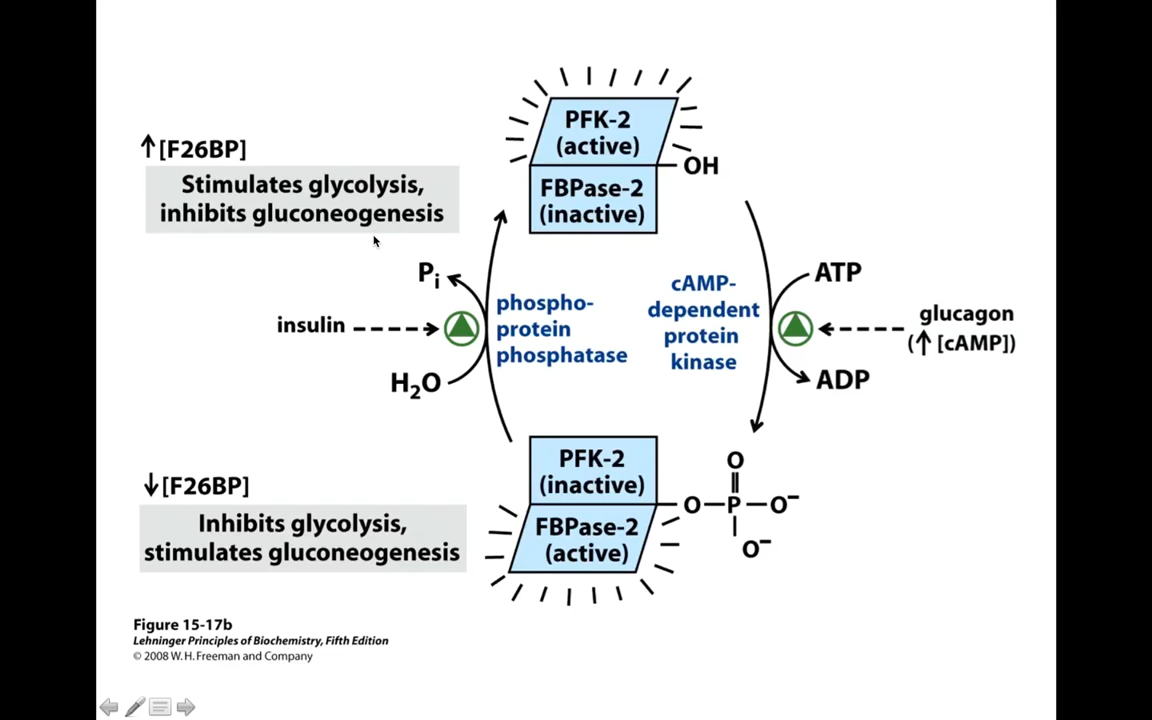 ↑[F26BP]
Stimulates glycolysis,
inhibits gluconeogenesis
PFK-2
(active)
OH
FBPase-2
(inactive)
Pi
insulin
H2O
phospho-
protein
phosphatase
cAMP-
dependent
protein
kinase
ATP
glucagon
(↑ [cAMP])
ADP
↓[F26BP]
Inhibits glycolysis,
stimulates gluconeogenesis
PFK-2
(inactive)
FBPase-2
(active)
O
O—P—O−
O−
Figure 15-17b
Lehninger Principles of Biochemistry, Fifth Edition
© 2008 W. H. Freeman and Company